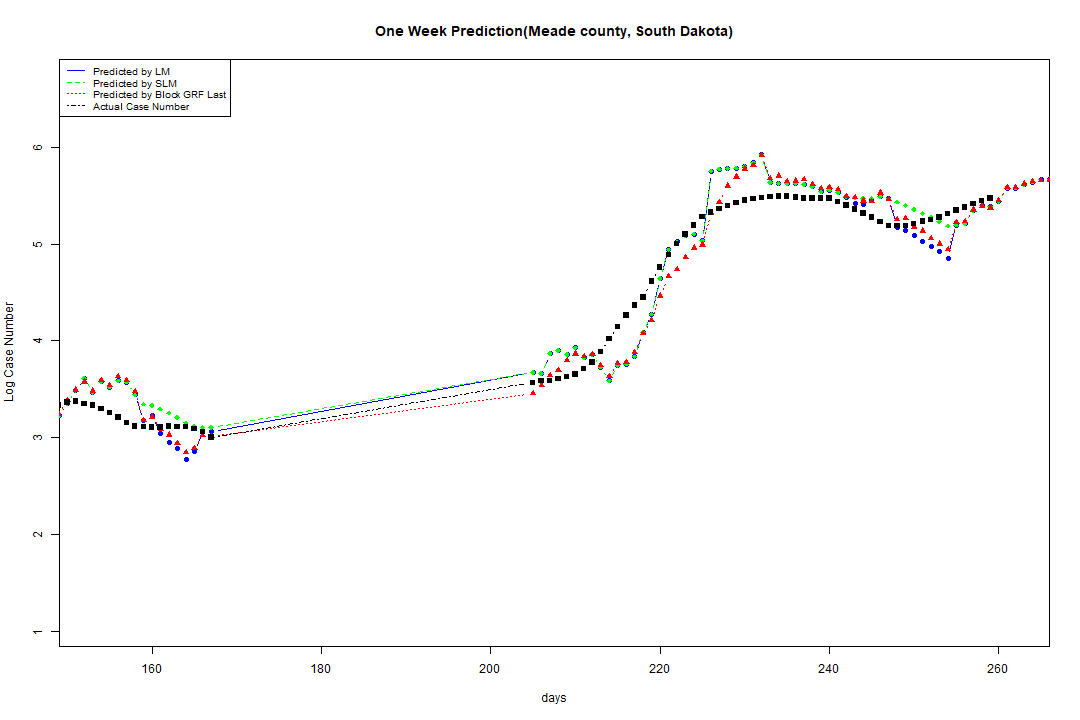 One Week Prediction(Meade county, South Dakota)
Predicted by LM
Predicted by SLM
Predicted by Block GRF Last
Actual Case Number
6
5
4
3
2
1
Log Case Number
160 180 200 220 240 260
days